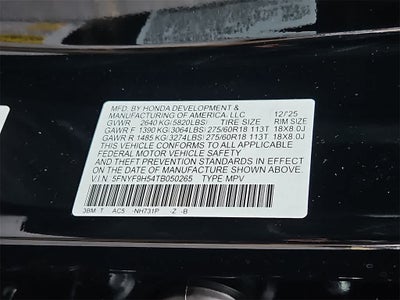 MFD. BY HONDA DEVELOPMENT &
MANUFACTURING OF AMERICA, LLC 12/25
GVWR 2640 KG(5820LBS) TIRE SIZE RIM SIZE
GAWR F 1390 KG(3064LBS) 275/60R18 113T 18X8.0J
GAWR R 1485 KG(3274LBS) 275/60R18 113T 18X8.0J
THIS VEHICLE CONFORMS TO ALL APPLICABLE
FEDERAL MOTOR VEHICLE SAFETY
AND THEFT PREVENTION STANDARDS IN EFFECT
ON THE DATE OF MANUFACTURE SHOWN ABOVE.
V.I.N. 5FNYF9H54TB050265 TYPE MPV
3BM T AC5 NH731P -Z -B